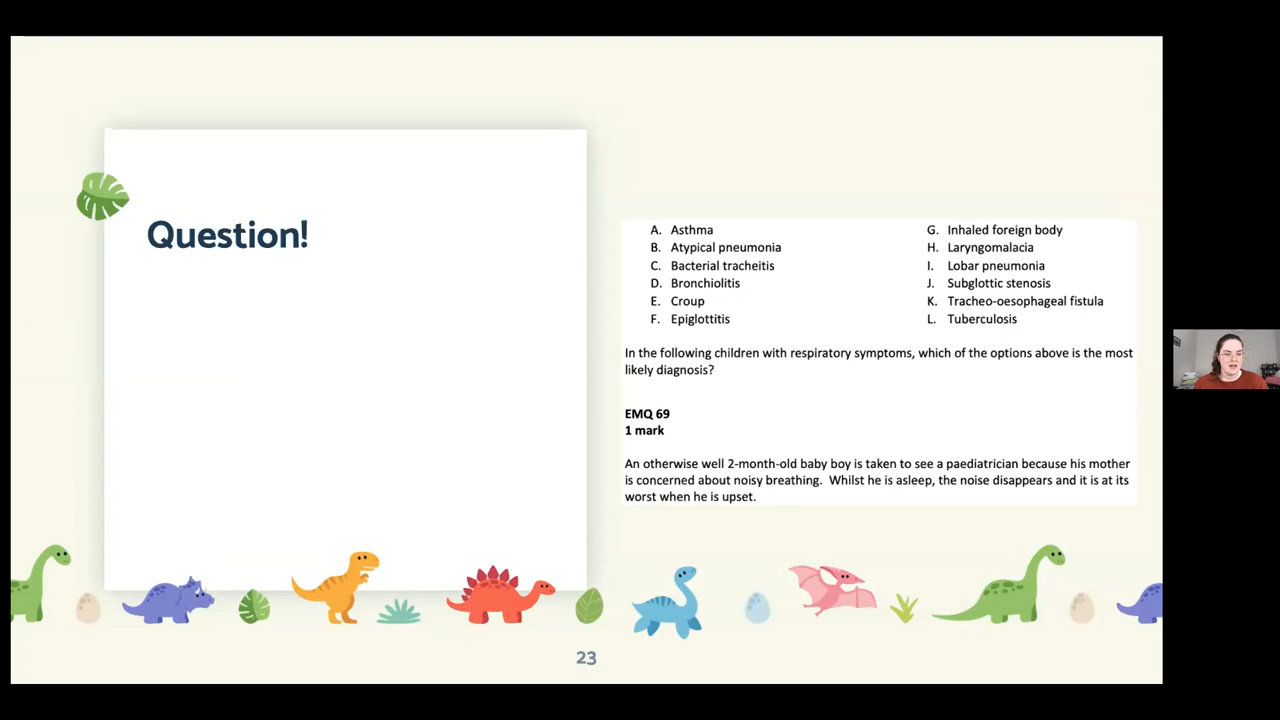 Question!
A. Asthma
B. Atypical pneumonia
C. Bacterial tracheitis
D. Bronchiolitis
E. Croup
F. Epiglottitis
G. Inhaled foreign body
H. Laryngomalacia
I. Lobar pneumonia
J. Subglottic stenosis
K. Tracheo-oesophageal fistula
L. Tuberculosis
In the following children with respiratory symptoms, which of the options above is the most
likely diagnosis?
EMQ 69
1 mark
An otherwise well 2-month-old baby boy is taken to see a paediatrician because his mother
is concerned about noisy breathing. Whilst he is asleep, the noise disappears and it is at its
worst when he is upset.
23